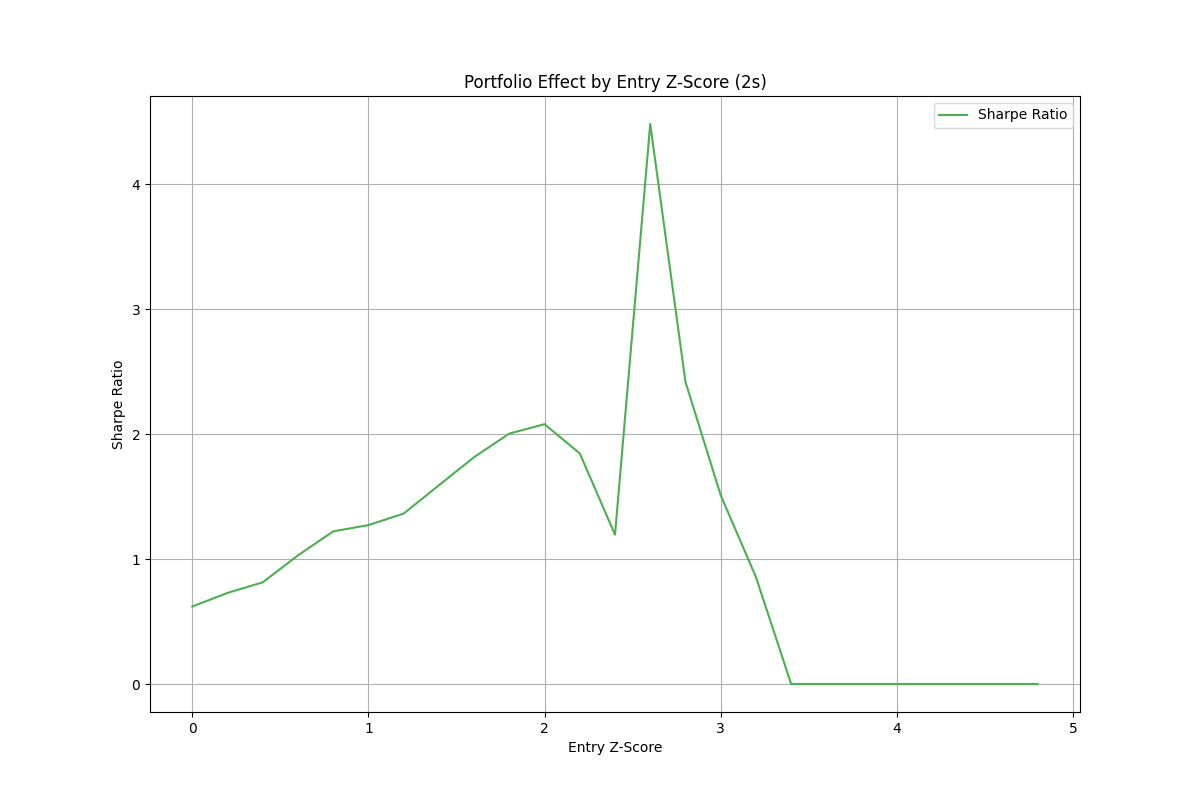 Portfolio Effect by Entry Z-Score (2s)
Sharpe Ratio
4
3
2
1
0
Sharpe Ratio
0 1 2 3 4 5
Entry Z-Score